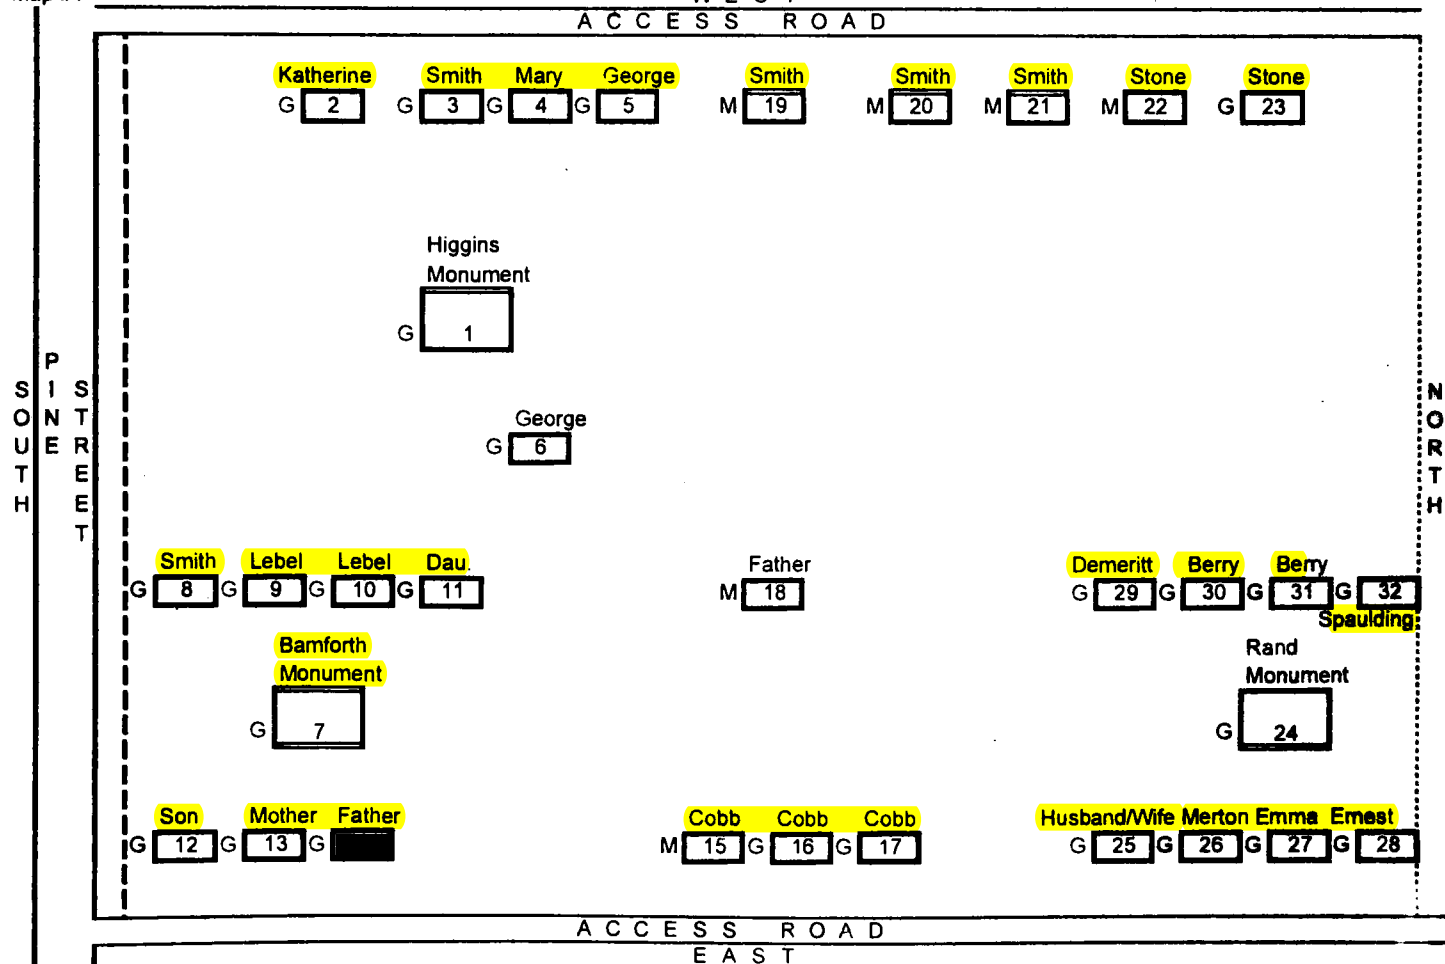 ACCESS ROAD
Katherine Smith Mary George Smith Smith Smith Stone Stone
G 2 G 3 G 4 G 5 M 19 M 20 M 21 M 22 G 23
Higgins
Monument
G 1
PINE
SOUTH
STREET
NORTH
George
G 6
Smith Lebel Lebel Dau. Father Demeritt Berry Berry
G 8 G 9 G 10 G 11 M 18 G 29 G 30 G 31 G 32
Spaulding
Bamforth
Monument
G 7
Rand
Monument
G 24
Son Mother Father Cobb Cobb Cobb Husband/Wife Merton Emma Ernest
G 12 G 13 G M 15 G 16 G 17 G 25 G 26 G 27 G 28
ACCESS ROAD
EAST